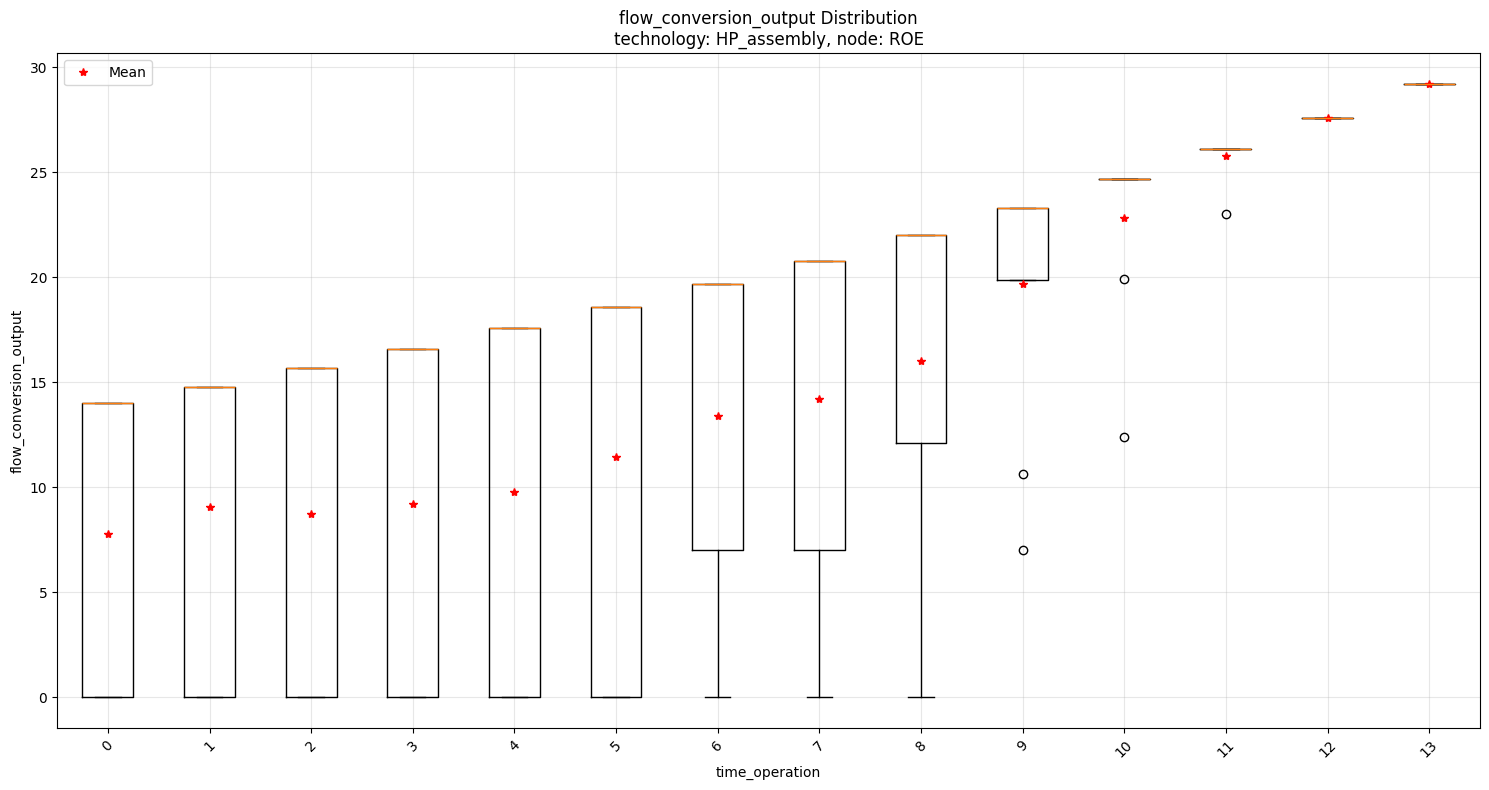 flow_conversion_output Distribution
technology: HP_assembly, node: ROE
Mean
flow_conversion_output
30
25
20
15
10
5
0
0 1 2 3 4 5 6 7 8 9 10 11 12 13
time_operation